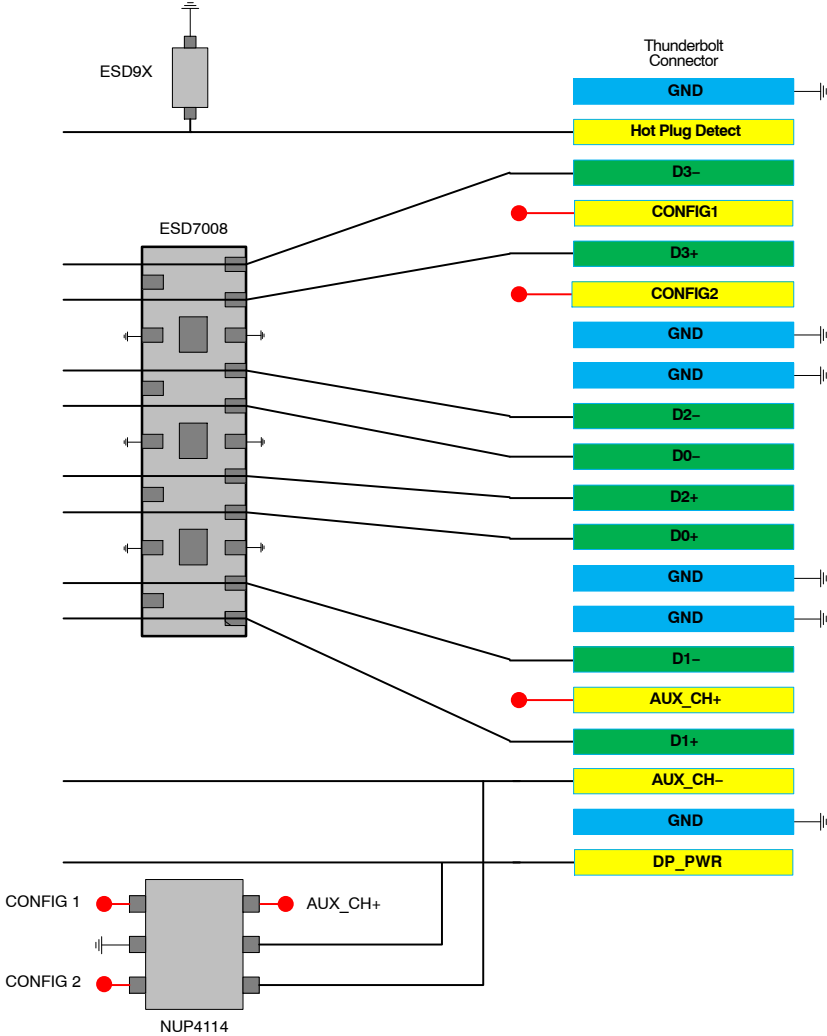 Thunderbolt
Connector
ESD9X
GND
Hot Plug Detect
D3−
CONFIG1
ESD7008
D3+
CONFIG2
GND
GND
D2−
D0−
D2+
D0+
GND
GND
D1−
AUX_CH+
D1+
AUX_CH−
GND
DP_PWR
CONFIG 1
AUX_CH+
CONFIG 2
NUP4114